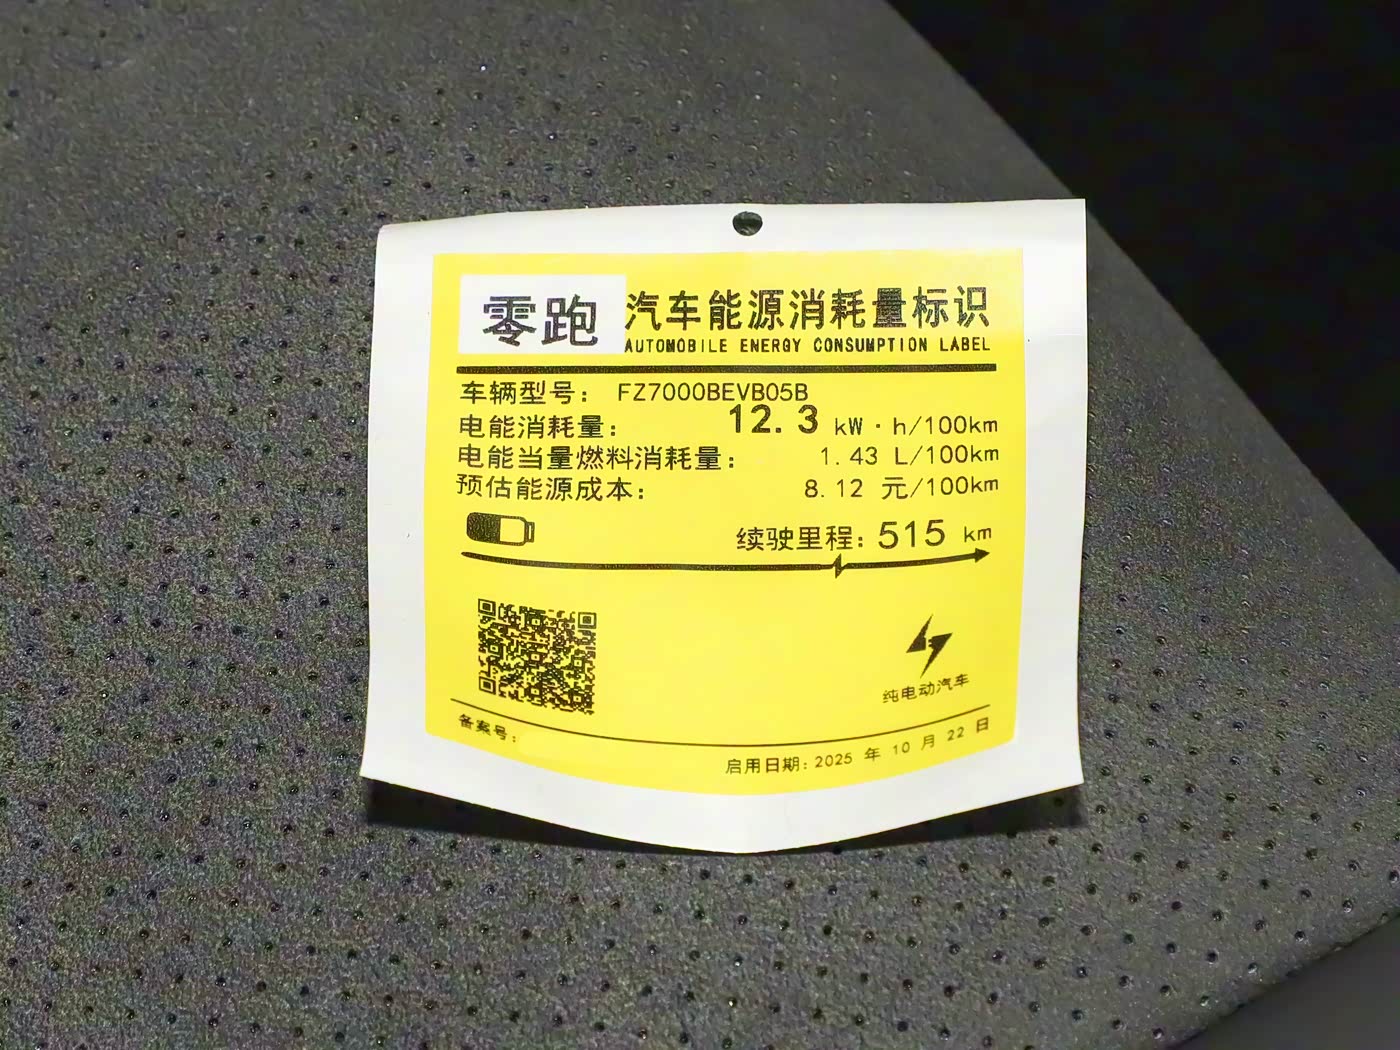 零跑
汽车能源消耗量标识
AUTOMOBILE ENERGY CONSUMPTION LABEL
车辆型号: FZ7000BEVB05B
电能消耗量: 12.3 kW·h/100km
电能当量燃料消耗量: 1.43 L/100km
预估能源成本: 8.12 元/100km
续驶里程: 515 km
纯电动汽车
备案号:
启用日期: 2025 年 10 月 22 日